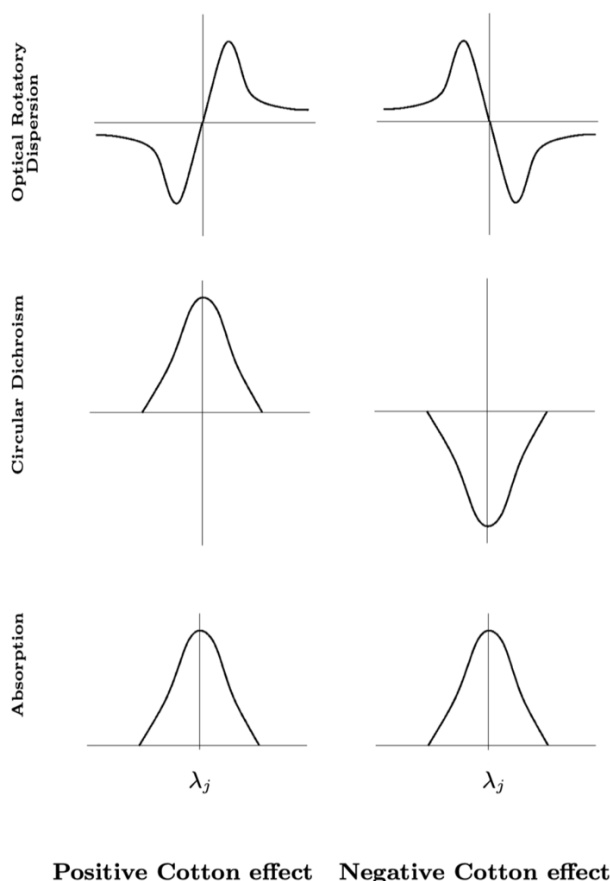 Optical Rotatory
Dispersion
Circular Dichroism
Absorption
λj
λj
Positive Cotton effect
Negative Cotton effect